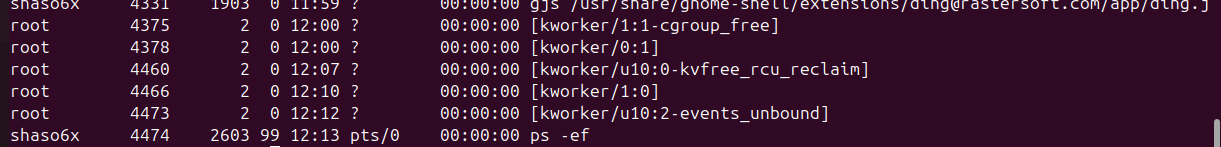 shaso6x     4331    1903  0 11:59 ?        00:00:00 gjs /usr/share/gnome-shell/extensions/ding@rastersoft.com/app/ding.j
root        4375       2  0 12:00 ?        00:00:00 [kworker/1:1-cgroup_free]
root        4378       2  0 12:00 ?        00:00:00 [kworker/0:1]
root        4460       2  0 12:07 ?        00:00:00 [kworker/u10:0-kvfree_rcu_reclaim]
root        4466       2  0 12:10 ?        00:00:00 [kworker/1:0]
root        4473       2  0 12:12 ?        00:00:00 [kworker/u10:2-events_unbound]
shaso6x     4474    2603 99 12:13 pts/0    00:00:00 ps -ef